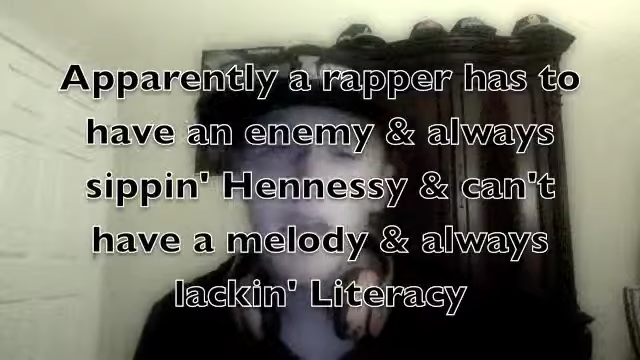 Apparently a rapper has to
have an enemy & always
sippin' Hennessy & can't
have a melody & always
lackin' Literacy